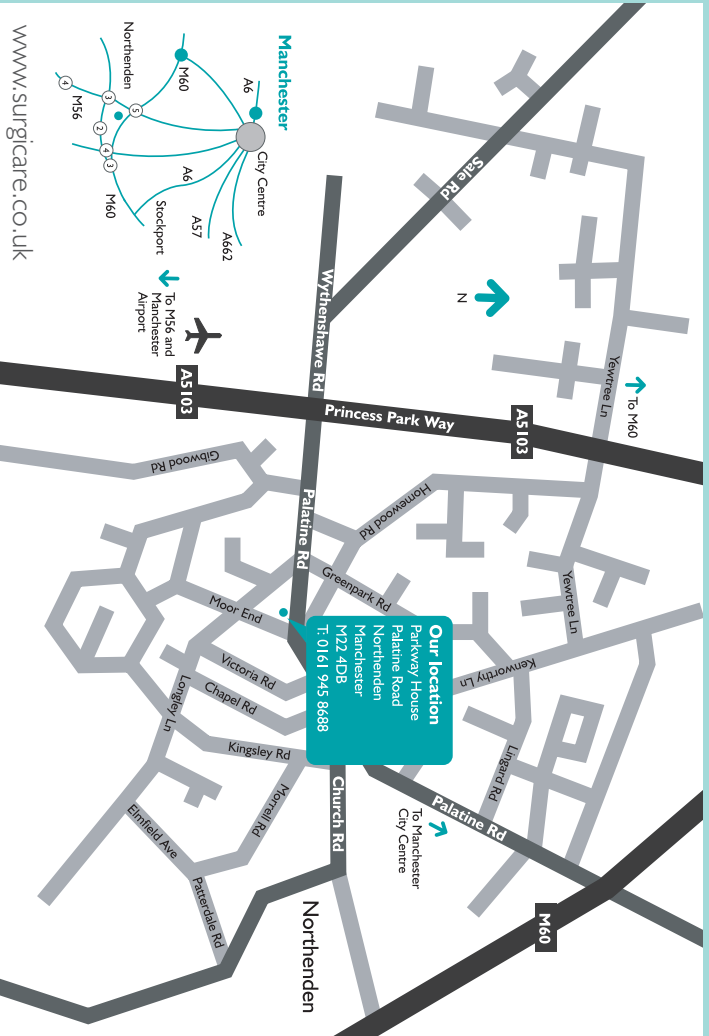 Manchester
City Centre
A6
M60
Northenden
4
M56
3
5
2
4
3
M60
A6
Stockport
A57
A662
To M56 and
Manchester
Airport
www.surgicare.co.uk
N
Sale Rd
Wythenshawe Rd
A5103
Princess Park Way
A5103
Yewtree Ln
To M60
Gibwood Rd
Palatine Rd
Homewood Rd
Greenpark Rd
Yewtree Ln
Moor End
Victoria Rd
Chapel Rd
Longley Ln
Kingsley Rd
Morrell Rd
Elmfield Ave
Patterdale Rd
Our location
Parkway House
Palatine Road
Northenden
Manchester
M22 4DB
T: 0161 945 8688
Kenworthy Ln
Lingard Rd
Palatine Rd
To Manchester
City Centre
Church Rd
Northenden
M60